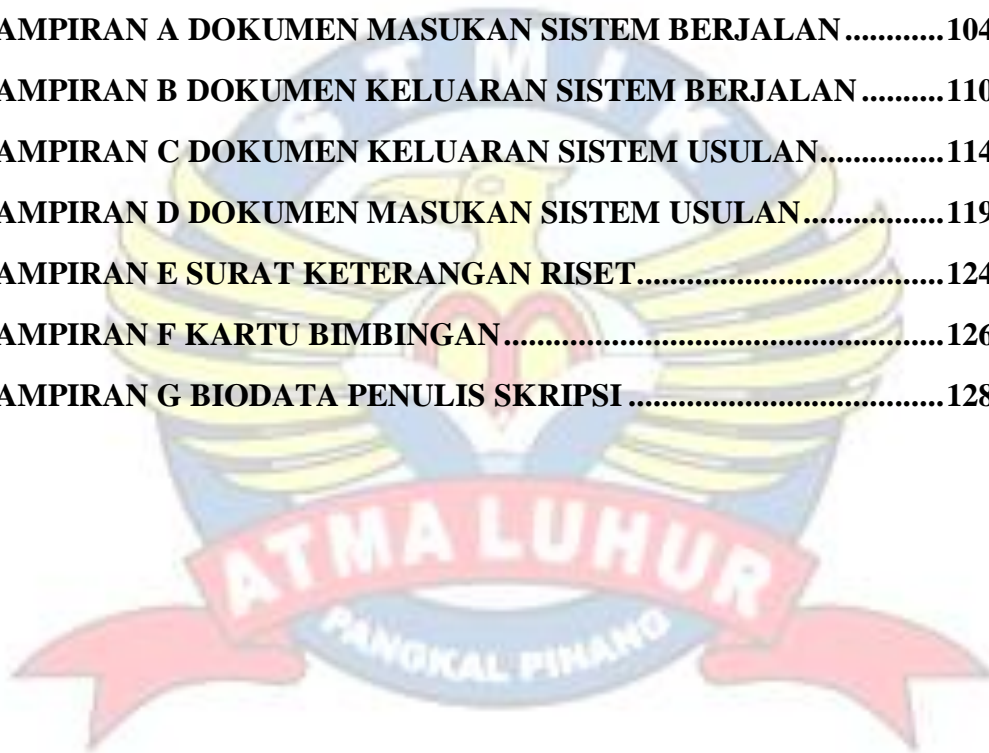 AMPIRAN A DOKUMEN MASUKAN SISTEM BERJALAN ............ 104
AMPIRAN B DOKUMEN KELUARAN SISTEM BERJALAN .......... 110
AMPIRAN C DOKUMEN KELUARAN SISTEM USULAN............... 114
AMPIRAN D DOKUMEN MASUKAN SISTEM USULAN................. 119
AMPIRAN E SURAT KETERANGAN RISET..................................... 124
AMPIRAN F KARTU BIMBINGAN..................................................... 126
AMPIRAN G BIODATA PENULIS SKRIPSI ...................................... 128
STMIK
ATMA LUHUR
PANGKAL PINANG